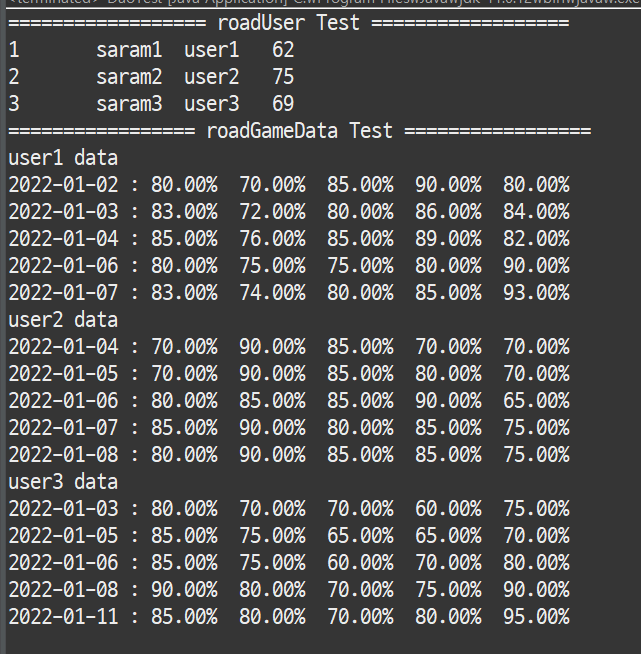 ================== roadUser Test ==================
1       saram1  user1   62
2       saram2  user2   75
3       saram3  user3   69
================= roadGameData Test =================
user1 data
2022-01-02 : 80.00%  70.00%  85.00%  90.00%  80.00%
2022-01-03 : 83.00%  72.00%  80.00%  86.00%  84.00%
2022-01-04 : 85.00%  76.00%  85.00%  89.00%  82.00%
2022-01-06 : 80.00%  75.00%  75.00%  80.00%  90.00%
2022-01-07 : 83.00%  74.00%  80.00%  85.00%  93.00%
user2 data
2022-01-04 : 70.00%  90.00%  85.00%  70.00%  70.00%
2022-01-05 : 70.00%  90.00%  85.00%  80.00%  70.00%
2022-01-06 : 80.00%  85.00%  85.00%  90.00%  65.00%
2022-01-07 : 85.00%  90.00%  80.00%  85.00%  75.00%
2022-01-08 : 80.00%  90.00%  85.00%  85.00%  75.00%
user3 data
2022-01-03 : 80.00%  70.00%  70.00%  60.00%  75.00%
2022-01-05 : 85.00%  75.00%  65.00%  65.00%  70.00%
2022-01-06 : 85.00%  75.00%  60.00%  70.00%  80.00%
2022-01-08 : 90.00%  80.00%  70.00%  75.00%  90.00%
2022-01-11 : 85.00%  80.00%  70.00%  80.00%  95.00%